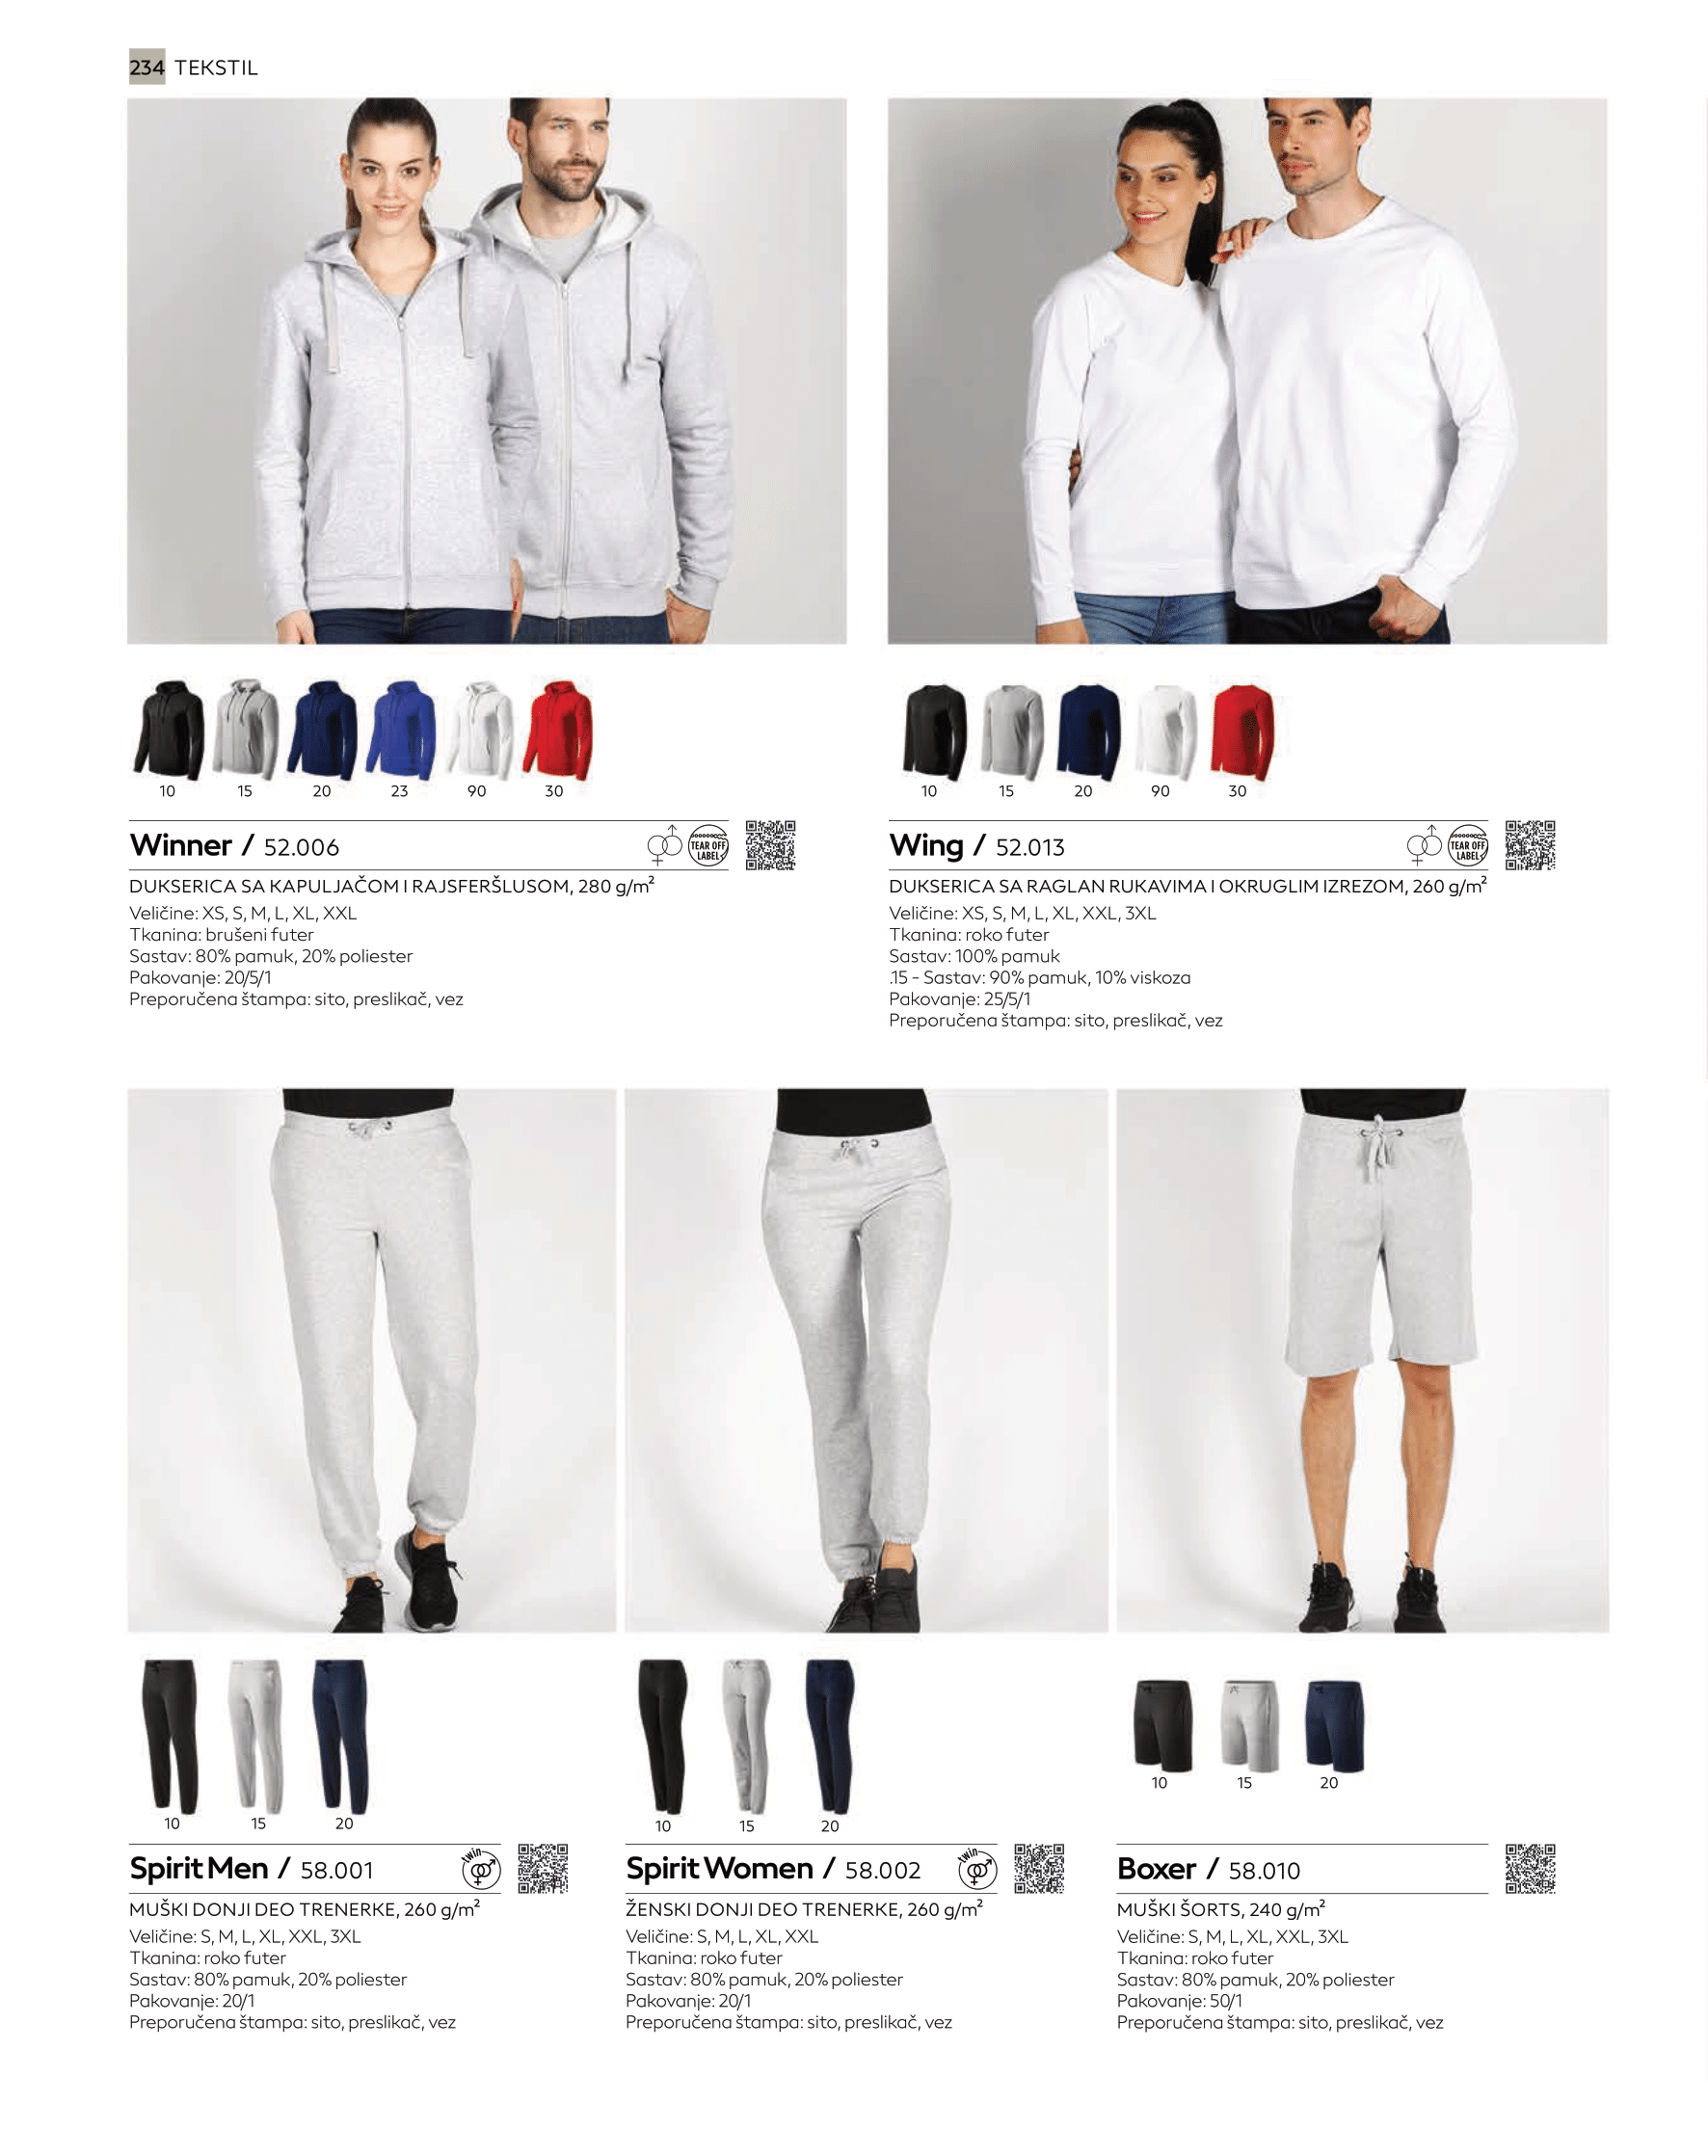 234 TEKSTIL
10 15 20 23 90 30
Winner / 52.006
TEAR OFF
LABEL
DUKSERICA SA KAPULJAČOM I RAJSFERŠLUSOM, 280 g/m²
Veličine: XS, S, M, L, XL, XXL
Tkanina: brušeni futer
Sastav: 80% pamuk, 20% poliester
Pakovanje: 20/5/1
Preporučena štampa: sito, preslikač, vez
10 15 20 90 30
Wing / 52.013
TEAR OFF
LABEL
DUKSERICA SA RAGLAN RUKAVIMA I OKRUGLIM IZREZOM, 260 g/m²
Veličine: XS, S, M, L, XL, XXL, 3XL
Tkanina: roko futer
Sastav: 100% pamuk
.15 - Sastav: 90% pamuk, 10% viskoza
Pakovanje: 25/5/1
Preporučena štampa: sito, preslikač, vez
10 15 20
Spirit Men / 58.001
twin
MUŠKI DONJI DEO TRENERKE, 260 g/m²
Veličine: S, M, L, XL, XXL, 3XL
Tkanina: roko futer
Sastav: 80% pamuk, 20% poliester
Pakovanje: 20/1
Preporučena štampa: sito, preslikač, vez
10 15 20
Spirit Women / 58.002
twin
ŽENSKI DONJI DEO TRENERKE, 260 g/m²
Veličine: S, M, L, XL, XXL
Tkanina: roko futer
Sastav: 80% pamuk, 20% poliester
Pakovanje: 20/1
Preporučena štampa: sito, preslikač, vez
10 15 20
Boxer / 58.010
MUŠKI ŠORTS, 240 g/m²
Veličine: S, M, L, XL, XXL, 3XL
Tkanina: roko futer
Sastav: 80% pamuk, 20% poliester
Pakovanje: 50/1
Preporučena štampa: sito, preslikač, vez